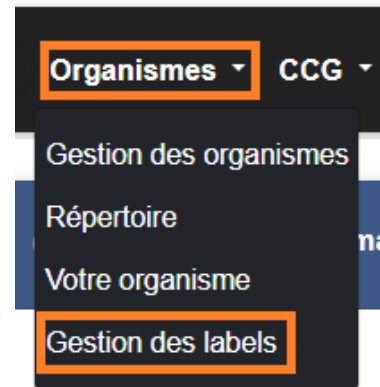 Organismes CCG
Gestion des organismes
Répertoire
Votre organisme
Gestion des labels